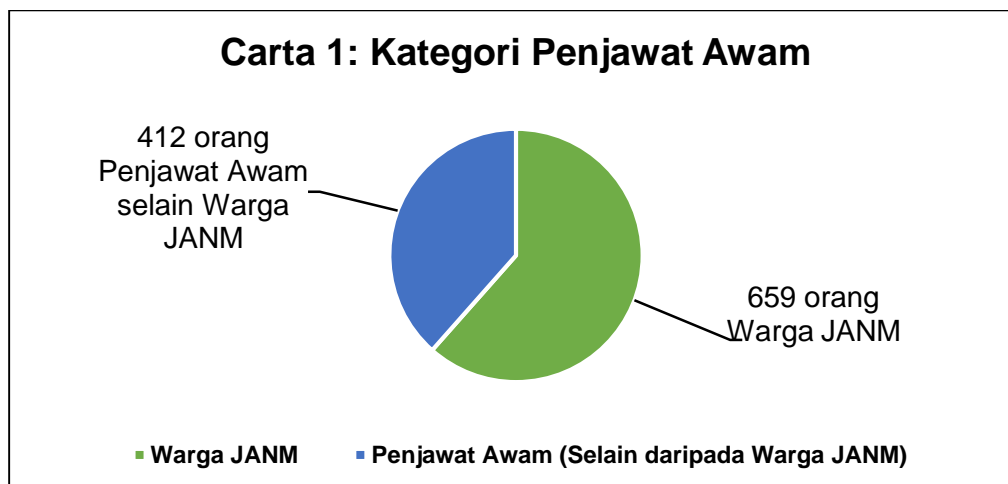 Carta 1: Kategori Penjawat Awam
412 orang
Penjawat Awam
selain Warga
JANM
659 orang
Warga JANM
Warga JANM
Penjawat Awam (Selain daripada Warga JANM)